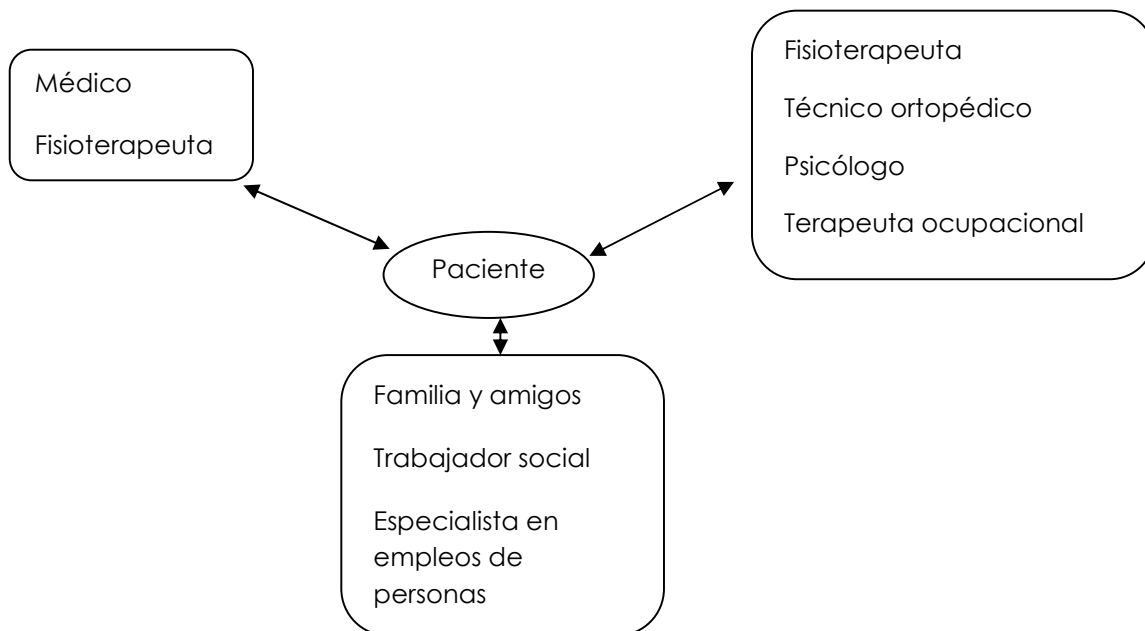 Médico
Fisioterapeuta
Fisioterapeuta
Técnico ortopédico
Psicólogo
Terapeuta ocupacional
Paciente
Familia y amigos
Trabajador social
Especialista en
empleos de
personas